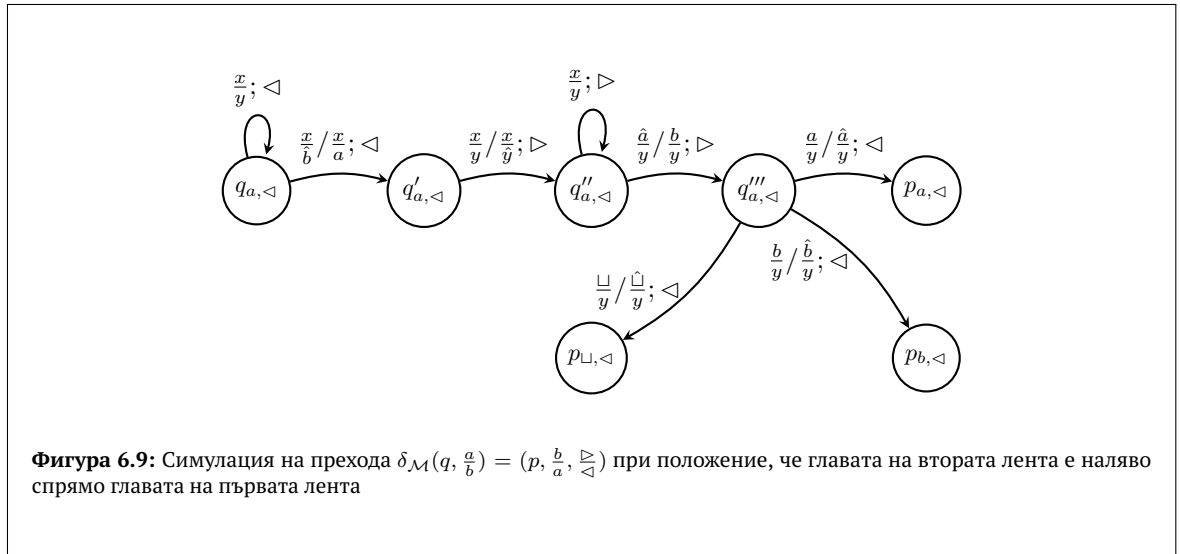 x/y; ◁
x/y; ▷
x/b̂ / x/a; ◁
x/y / x/ŷ; ▷
â/y / b/y; ▷
a/y / â/y; ◁
q_{a,◁}
q'_{a,◁}
q''_{a,◁}
q'''_{a,◁}
p_{a,◁}
b/y / b̂/y; ◁
⊔/y / ⊔̂/y; ◁
p_{⊔,◁}
p_{b,◁}
Фигура 6.9: Симулация на прехода δ_ℳ(q, a/b) = (p, b/a, ▷/◁) при положение, че главата на втората лента е наляво
спрямо главата на първата лента